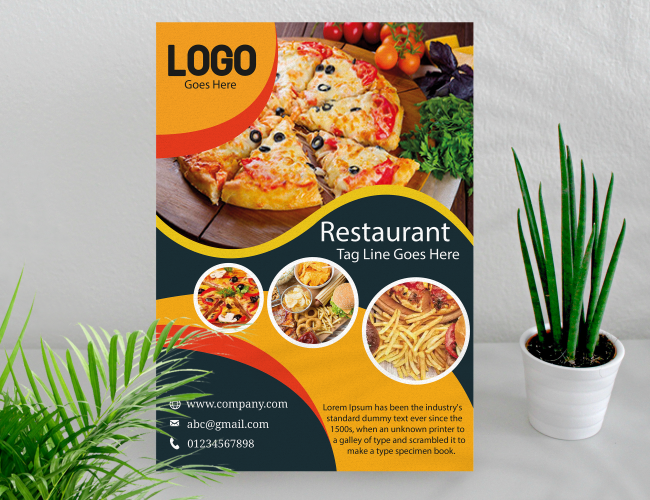 LOGO
Goes Here
Restaurant
Tag Line Goes Here
www.company.com
abc@gmail.com
01234567898
Lorem Ipsum has been the industry's
standard dummy text ever since the
1500s, when an unknown printer to
a galley of type and scrambled it to
make a type specimen book.